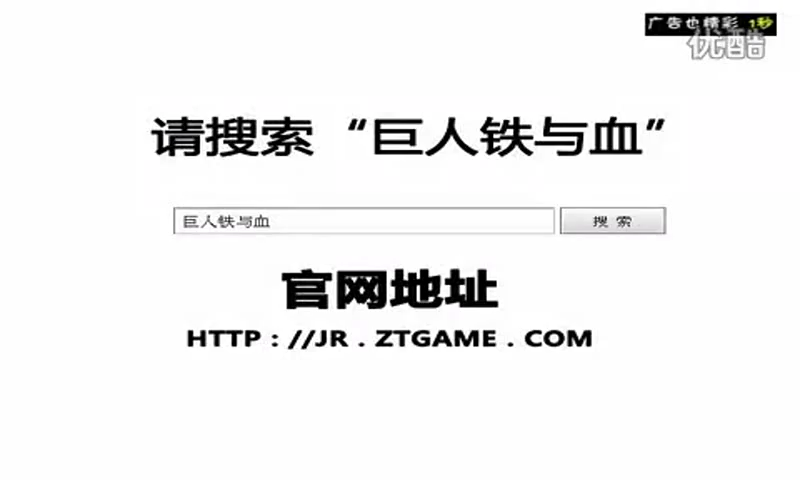 广告也精彩 1秒
优酷
请搜索 “巨人铁与血”
巨人铁与血 搜 索
官网地址
HTTP : //JR . ZTGAME . COM